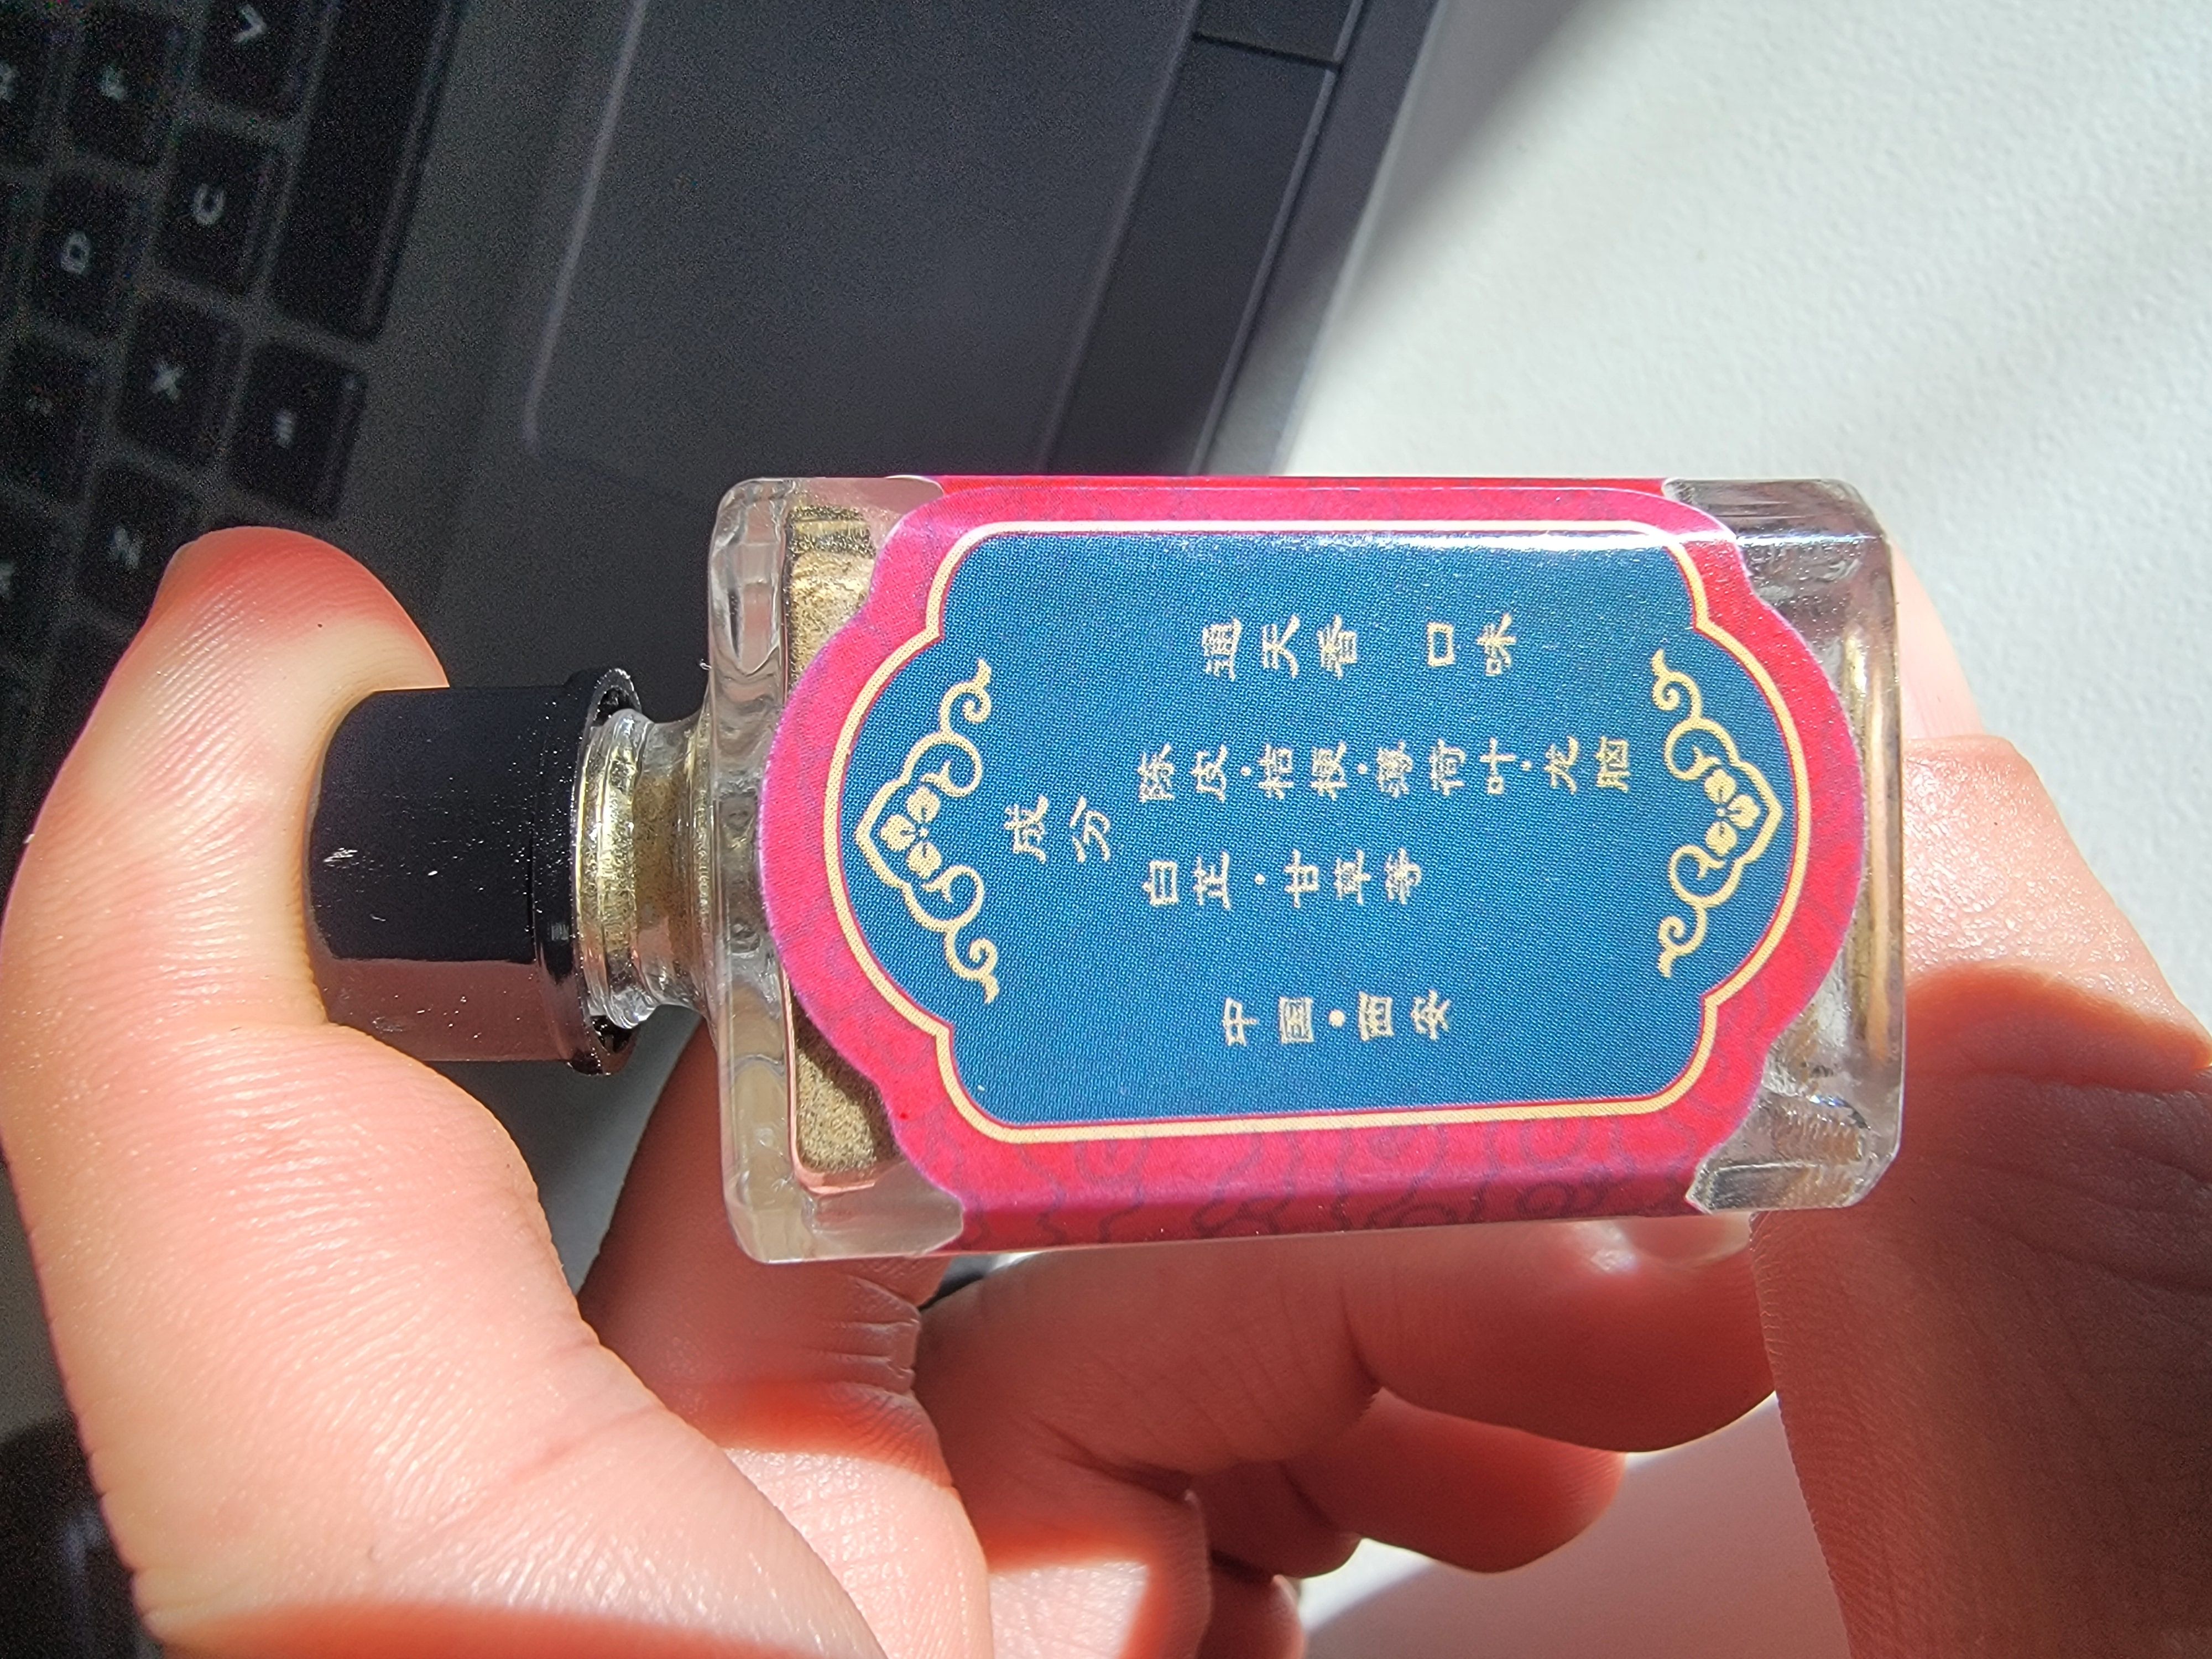 通天香 口味
成分
陈皮·桔梗·薄荷叶·龙脑
白芷·甘草等
中国·西安
D F
Z X C V